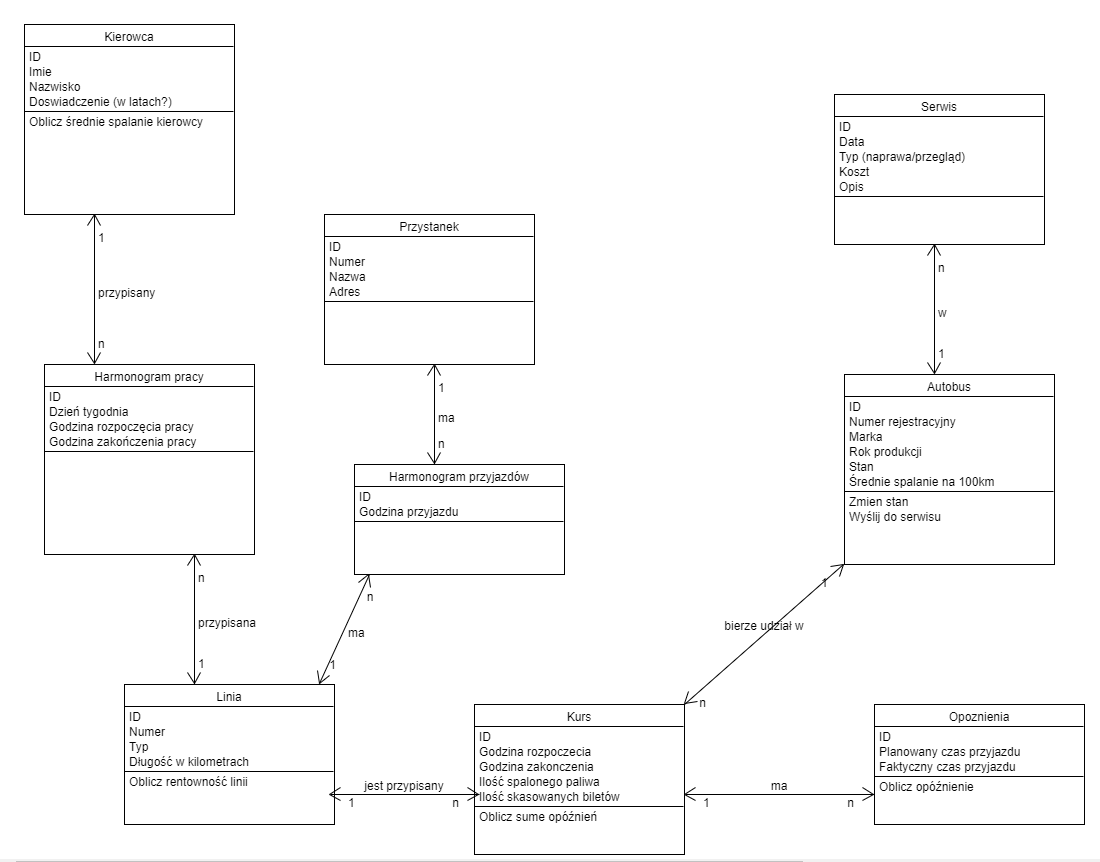 Kierowca
ID
Imie
Nazwisko
Doswiadczenie (w latach?)
Oblicz średnie spalanie kierowcy
1
przypisany
n
Harmonogram pracy
ID
Dzień tygodnia
Godzina rozpoczęcia pracy
Godzina zakończenia pracy
n
przypisana
1
Przystanek
ID
Numer
Nazwa
Adres
1
ma
n
Harmonogram przyjazdów
ID
Godzina przyjazdu
n
ma
1
Linia
ID
Numer
Typ
Długość w kilometrach
Oblicz rentowność linii
jest przypisany
1
n
Kurs
ID
Godzina rozpoczecia
Godzina zakonczenia
Ilość spalonego paliwa
Ilość skasowanych biletów
Oblicz sume opóźnień
Serwis
ID
Data
Typ (naprawa/przegląd)
Koszt
Opis
n
w
1
Autobus
ID
Numer rejestracyjny
Marka
Rok produkcji
Stan
Średnie spalanie na 100km
Zmien stan
Wyślij do serwisu
1
bierze udział w
n
ma
1
n
Opoznienia
ID
Planowany czas przyjazdu
Faktyczny czas przyjazdu
Oblicz opóźnienie